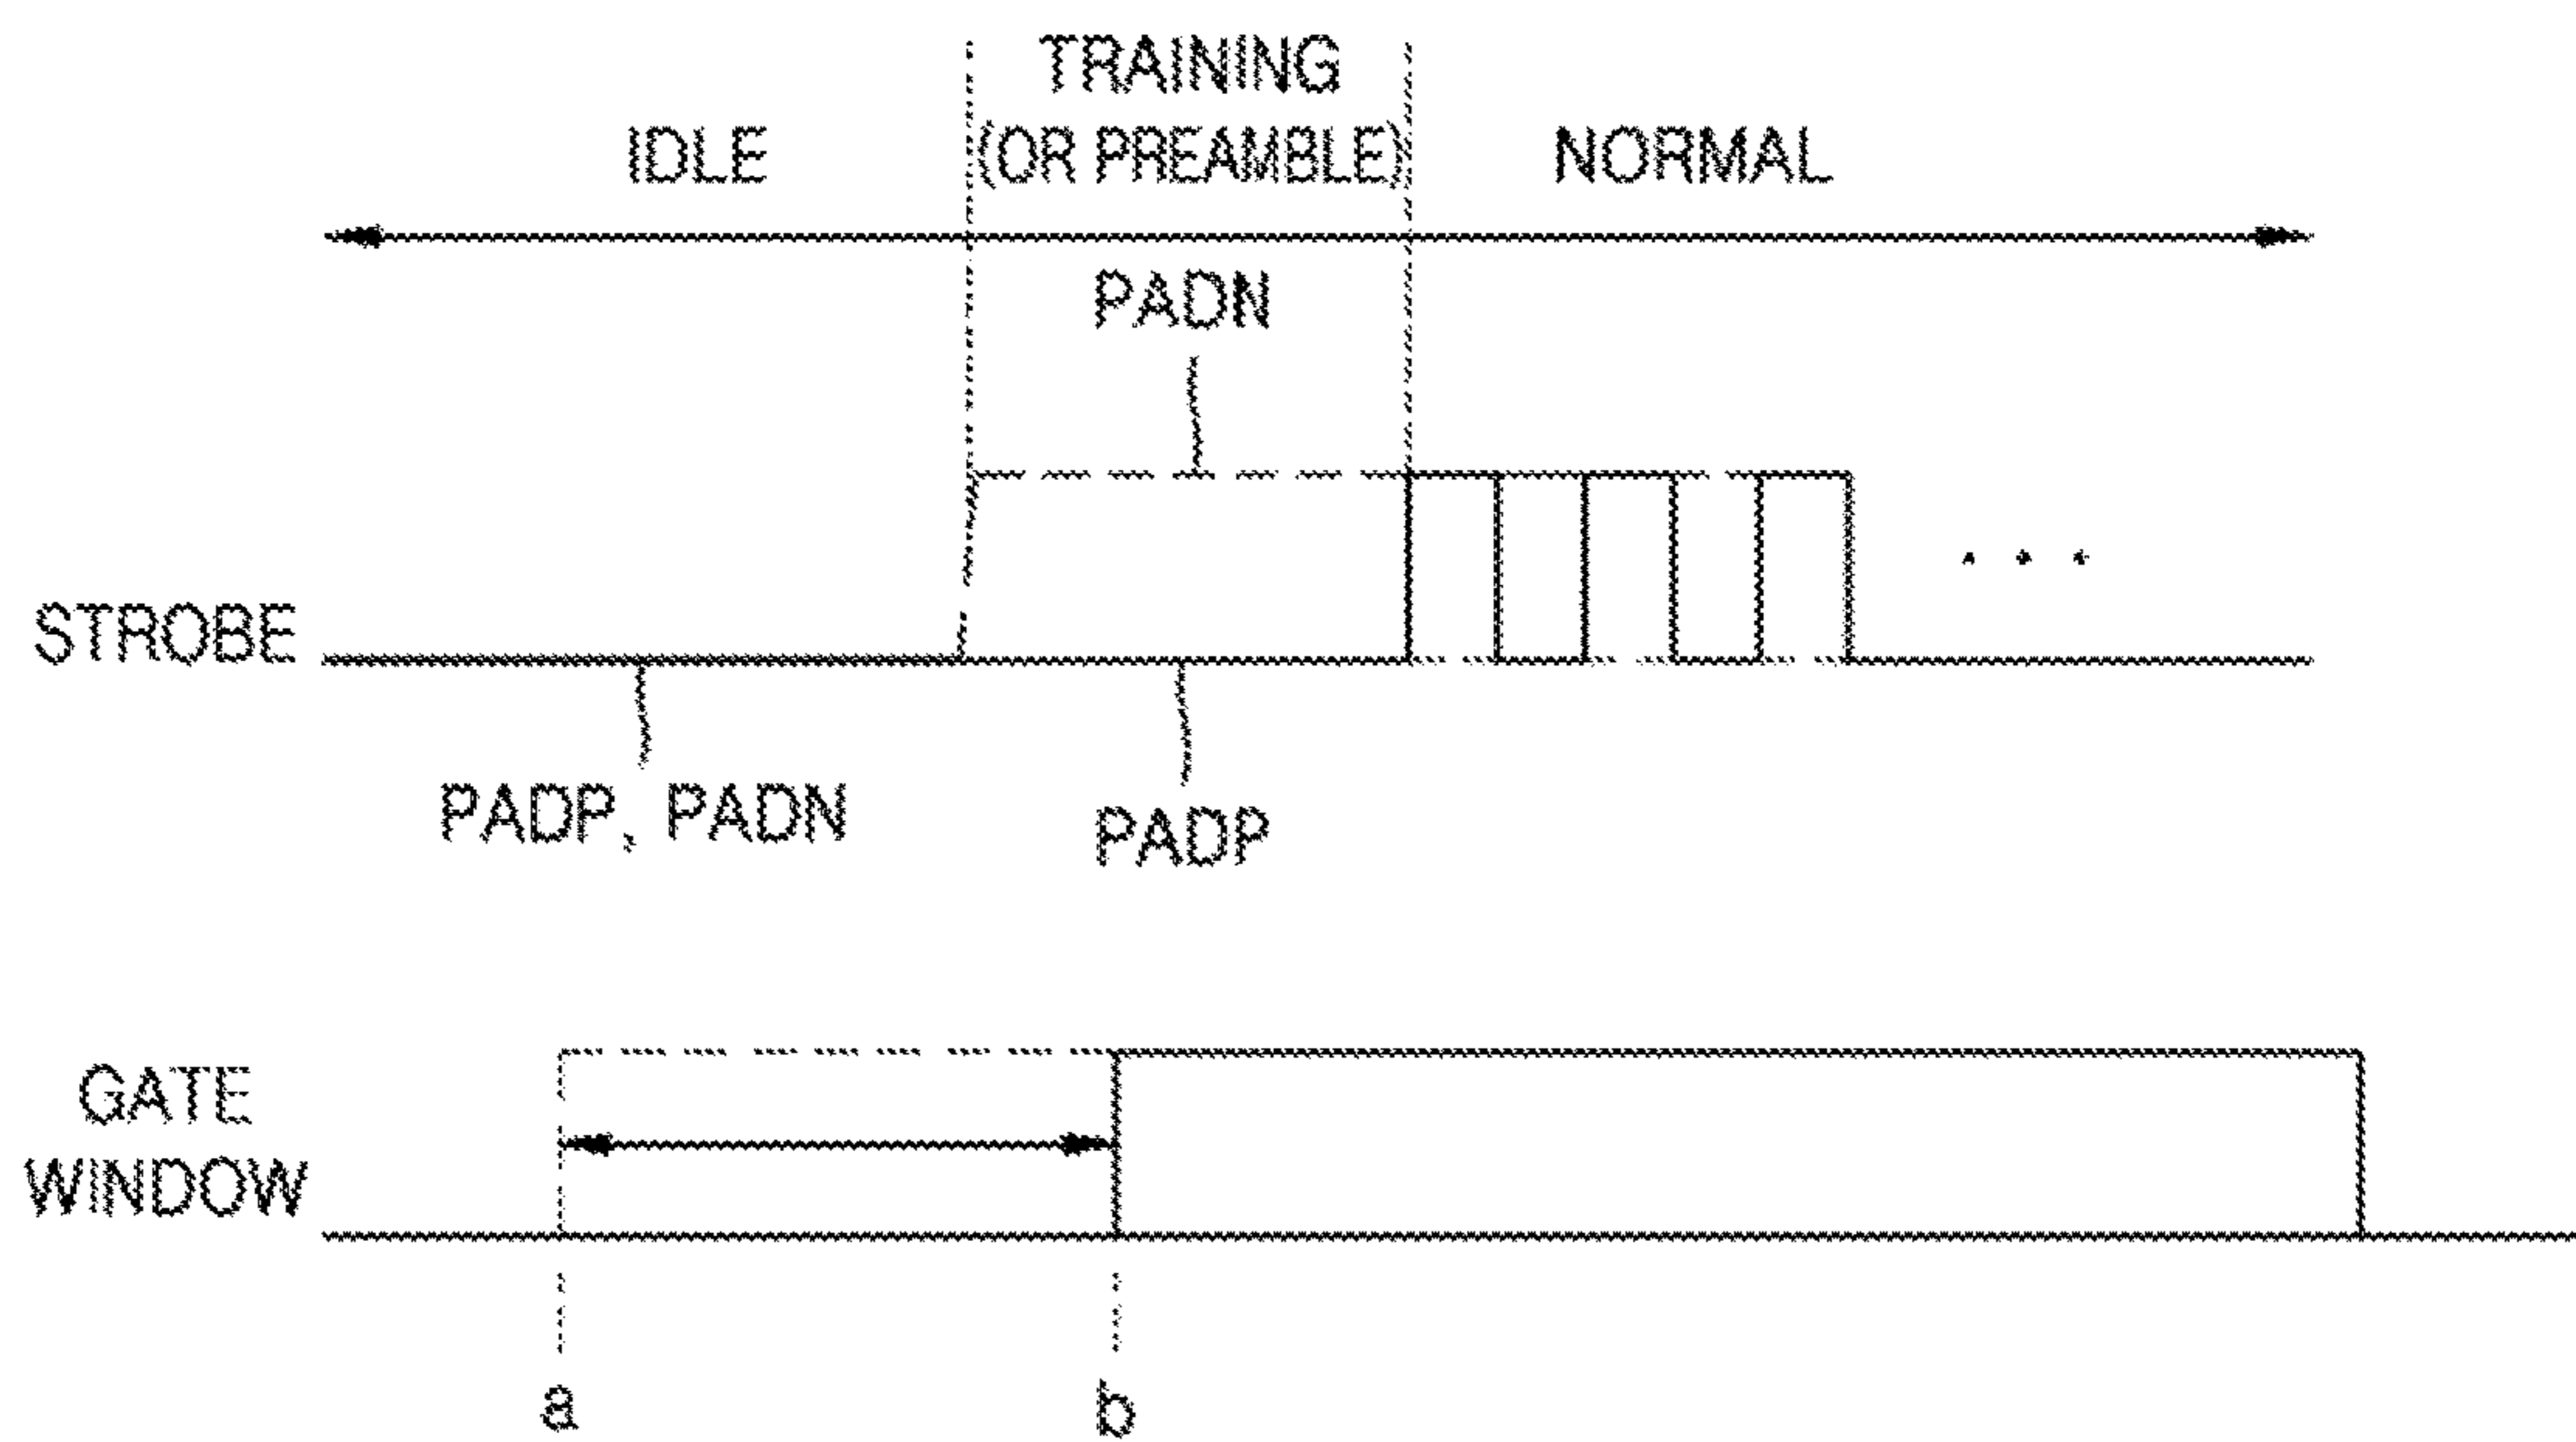 TRAINING
IDLE (OR PREAMBLE) NORMAL
PADN
STROBE
PADP, PADN
PADP
GATE
WINDOW
a b